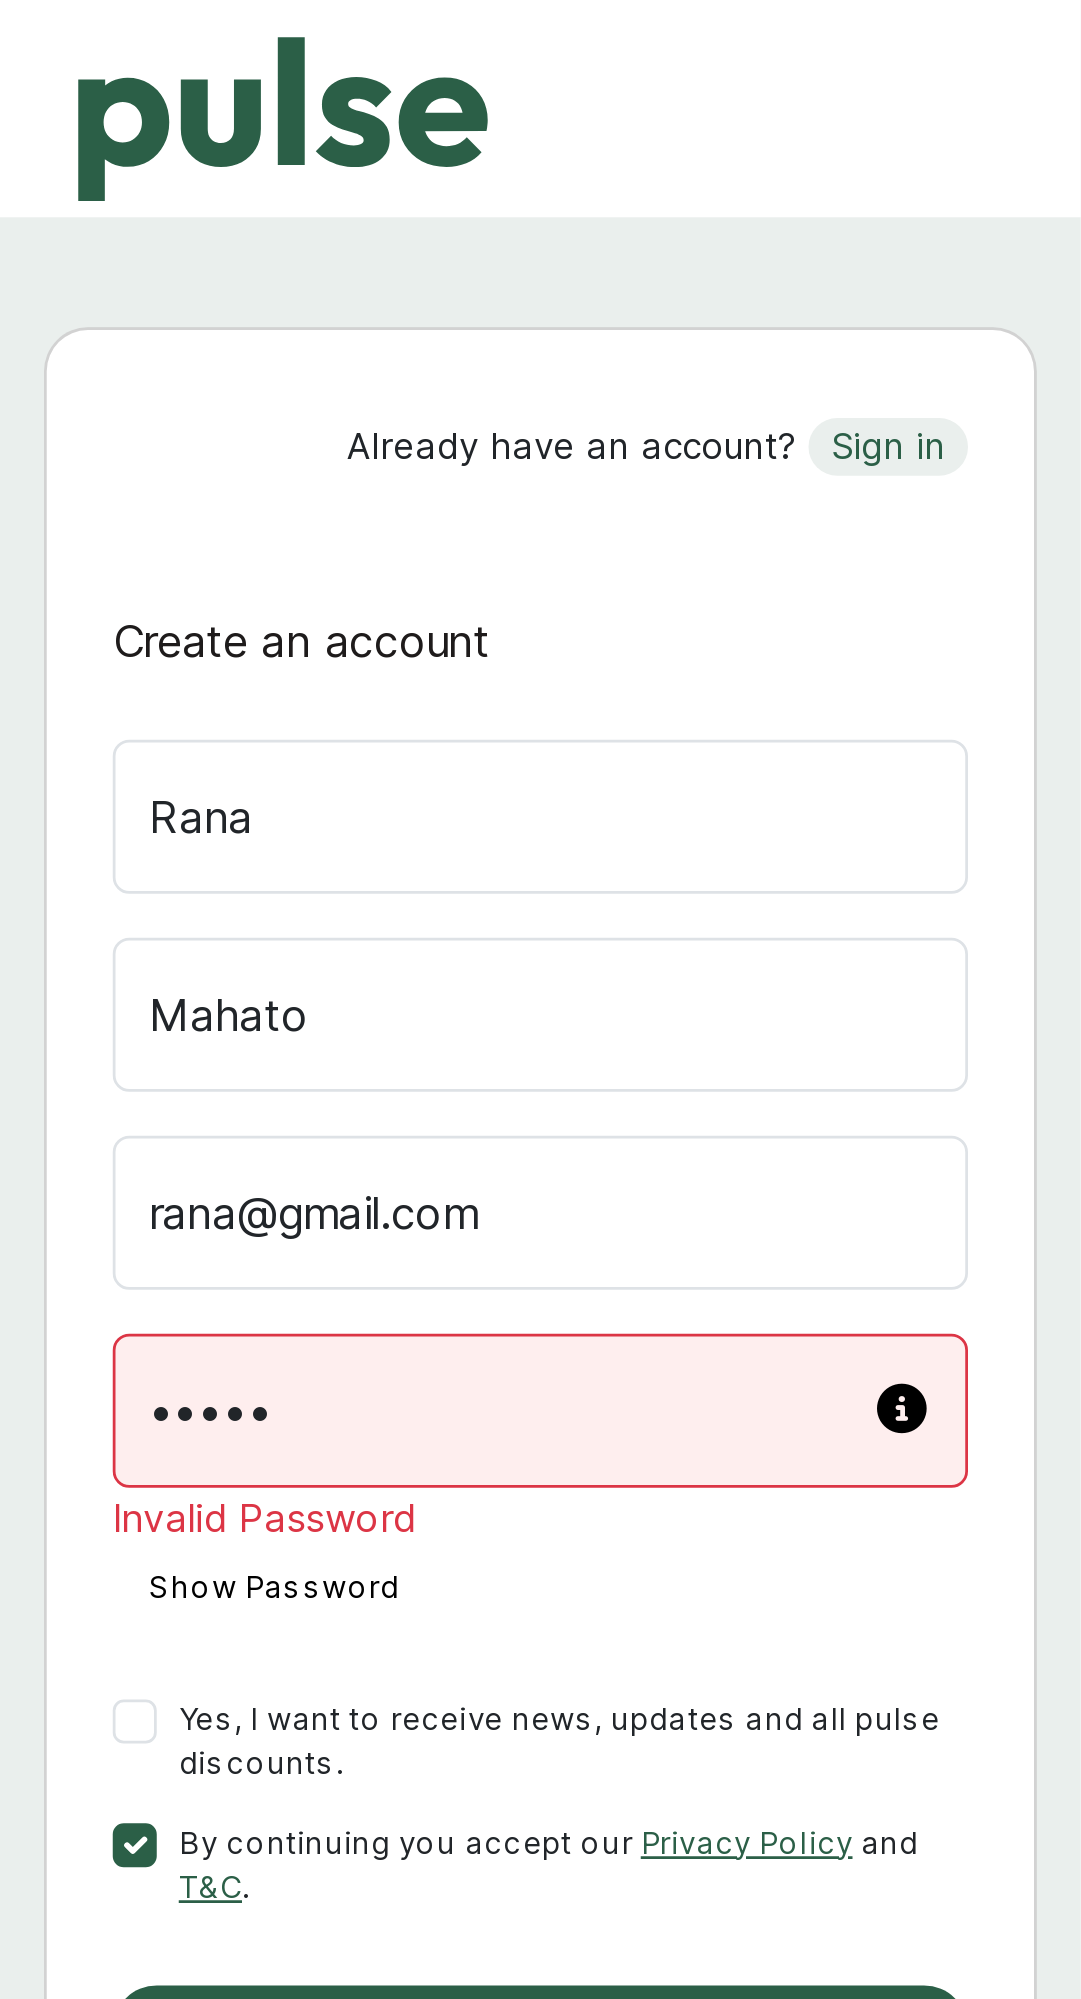 pulse
Already have an account? Sign in
Create an account
Rana
Mahato
rana@gmail.com
•••••
Invalid Password
Show Password
Yes, I want to receive news, updates and all pulse
discounts.
By continuing you accept our Privacy Policy and
T&C.